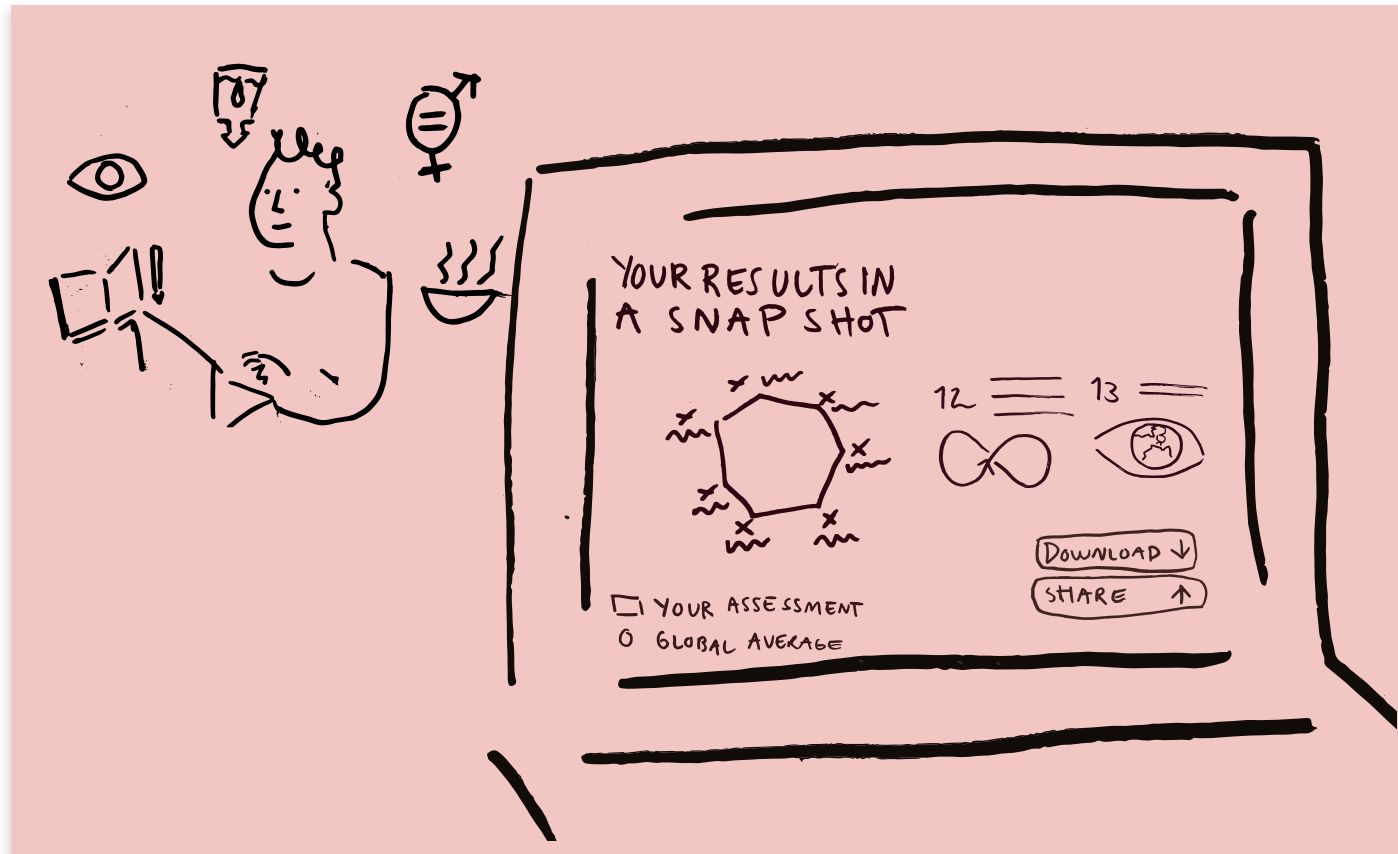 YOUR RESULTS IN
A SNAPSHOT
12
13
DOWNLOAD ↓
SHARE ↑
YOUR ASSESSMENT
GLOBAL AVERAGE